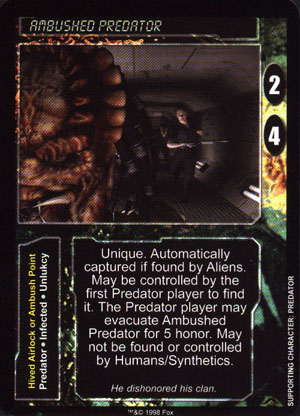 AMBUSHED PREDATOR
2
4
Hived Airlock or Ambush Point
Predator • Infected • Unlukcy
Unique. Automatically
captured if found by Aliens.
May be controlled by the
first Predator player to find
it. The Predator player may
evacuate Ambushed
Predator for 5 honor. May
not be found or controlled
by Humans/Synthetics.
He dishonored his clan.
SUPPORTING CHARACTER: PREDATOR
™&© 1998 Fox